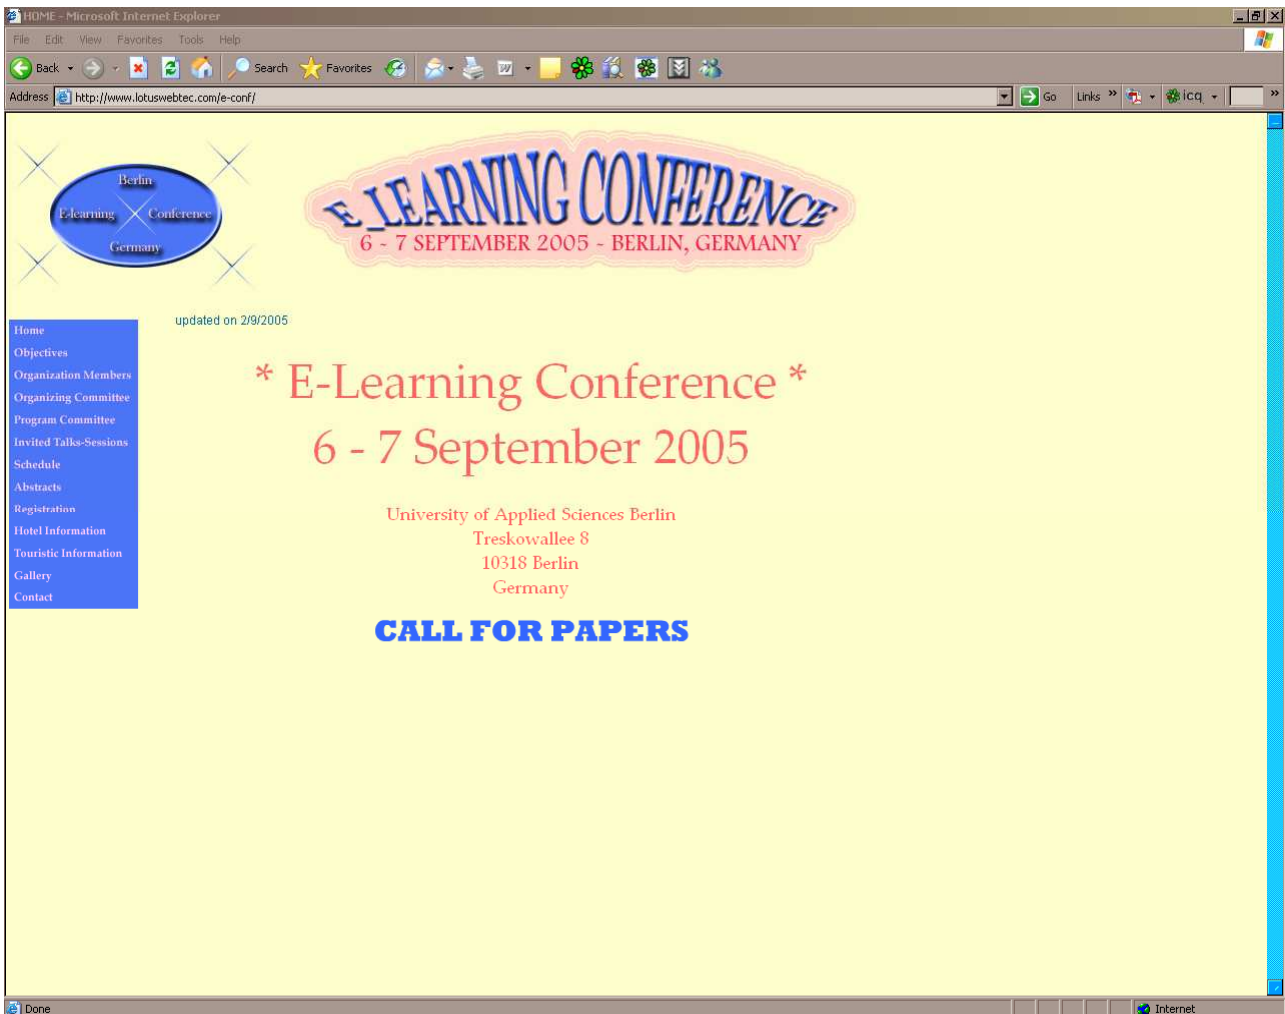 HOME - Microsoft Internet Explorer
File Edit View Favorites Tools Help
Back Search Favorites
Address http://www.lotuswebtec.com/e-conf/ Go Links » icq »
Berlin
E-learning Conference
Germany
E_LEARNING CONFERENCE
6 - 7 SEPTEMBER 2005 - BERLIN, GERMANY
updated on 2/9/2005
Home
Objectives
Organization Members
Organizing Committee
Program Committee
Invited Talks-Sessions
Schedule
Abstracts
Registration
Hotel Information
Touristic Information
Gallery
Contact
* E-Learning Conference *
6 - 7 September 2005
University of Applied Sciences Berlin
Treskowallee 8
10318 Berlin
Germany
CALL FOR PAPERS
Done Internet